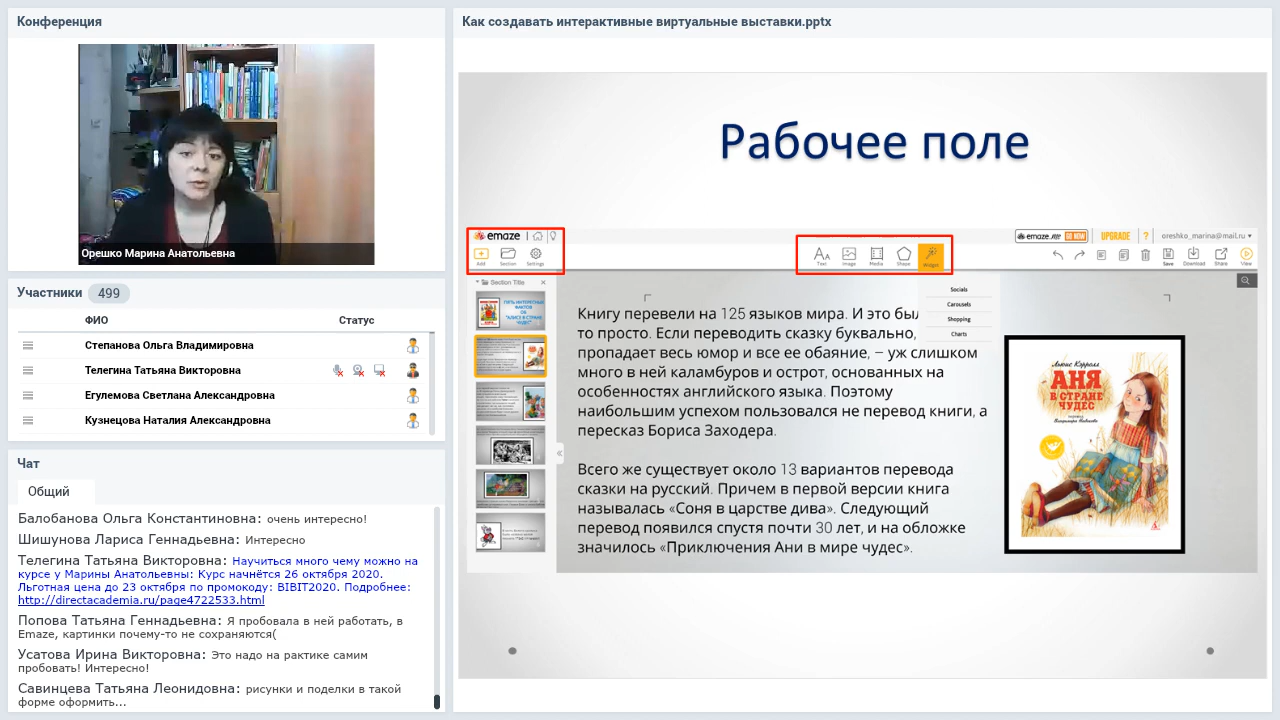 Конференция
Орешко Марина Анатольевна
Участники 499
ФИО Статус
Степанова Ольга Владимировна
Телегина Татьяна Викторовна
Егулемова Светлана Александровна
Кузнецова Наталия Александровна
Чат
Общий
Балобанова Ольга Константиновна: очень интересно!
Шишунова Лариса Геннадьевна: Интересно
Телегина Татьяна Викторовна: Научиться много чему можно на
курсе у Марины Анатольевны: Курс начнётся 26 октября 2020.
Льготная цена до 23 октября по промокоду: BIBIT2020. Подробнее:
http://directacademia.ru/page4722533.html
Попова Татьяна Геннадьевна: Я пробовала в ней работать, в
Emaze, картинки почему-то не сохраняются(
Усатова Ирина Викторовна: Это надо на рактике самим
пробовать! Интересно!
Савинцева Татьяна Леонидовна: рисунки и поделки в такой
форме оформить...
Как создавать интерактивные виртуальные выставки.pptx
Рабочее поле
emaze
emaze.app GO NOW UPGRADE ? oreshko_marina@mail.ru
Add Section Settings
Text Image Media Shape Widget
Save Download Share View
Section Title
Socials
Carousels
Shopping
Charts
Книгу перевели на 125 языков мира. И это бы
то просто. Если переводить сказку буквально
пропадает весь юмор и все ее обаяние, – уж слишком
много в ней каламбуров и острот, основанных на
особенностях английского языка. Поэтому
наибольшим успехом пользовался не перевод книги, а
пересказ Бориса Заходера.
Всего же существует около 13 вариантов перевода
сказки на русский. Причем в первой версии книга
называлась «Соня в царстве дива». Следующий
перевод появился спустя почти 30 лет, и на обложке
значилось «Приключения Ани в мире чудес».
Льюис Кэрролл
АНЯ
В СТРАНЕ
ЧУДЕС
перевод
Владимира Набокова